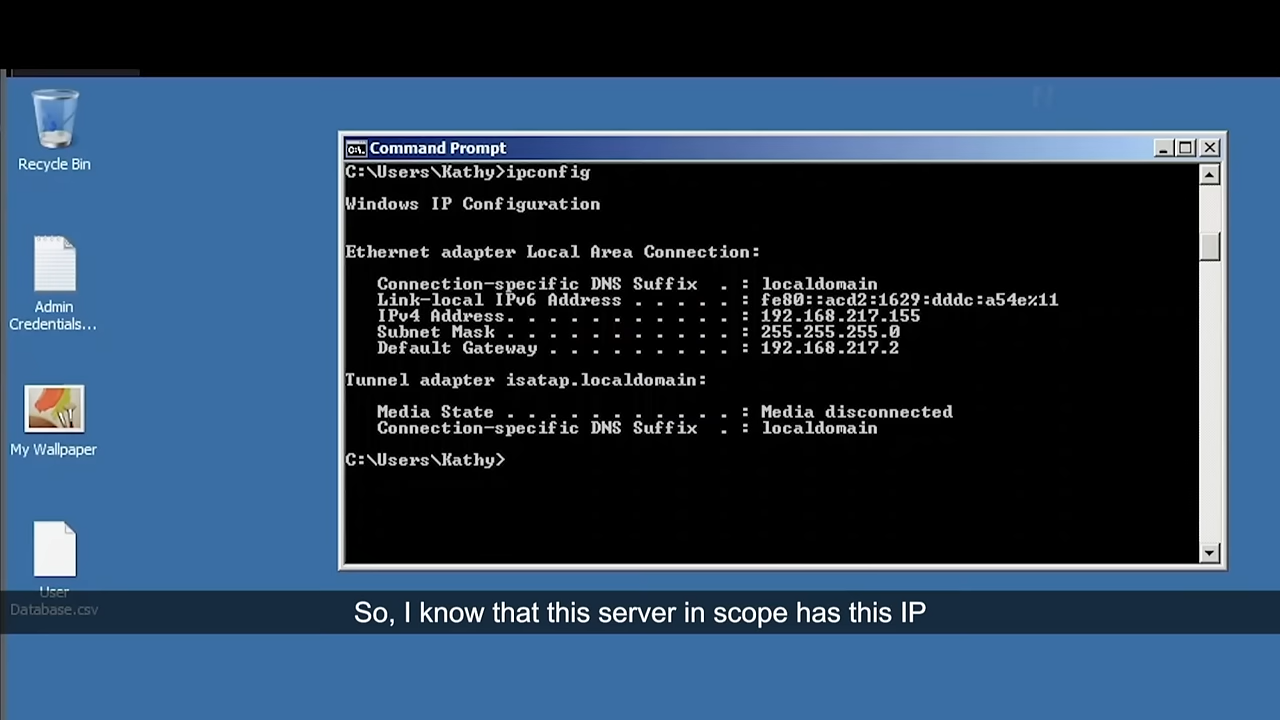 Recycle Bin
Admin
Credentials...
My Wallpaper
User
Database.csv
Command Prompt
C:\Users\Kathy>ipconfig
Windows IP Configuration
Ethernet adapter Local Area Connection:
Connection-specific DNS Suffix . : localdomain
Link-local IPv6 Address . . . . . : fe80::acd2:1629:dddc:a54e%11
IPv4 Address. . . . . . . . . . . : 192.168.217.155
Subnet Mask . . . . . . . . . . . : 255.255.255.0
Default Gateway . . . . . . . . . : 192.168.217.2
Tunnel adapter isatap.localdomain:
Media State . . . . . . . . . . . : Media disconnected
Connection-specific DNS Suffix . : localdomain
C:\Users\Kathy>
So, I know that this server in scope has this IP